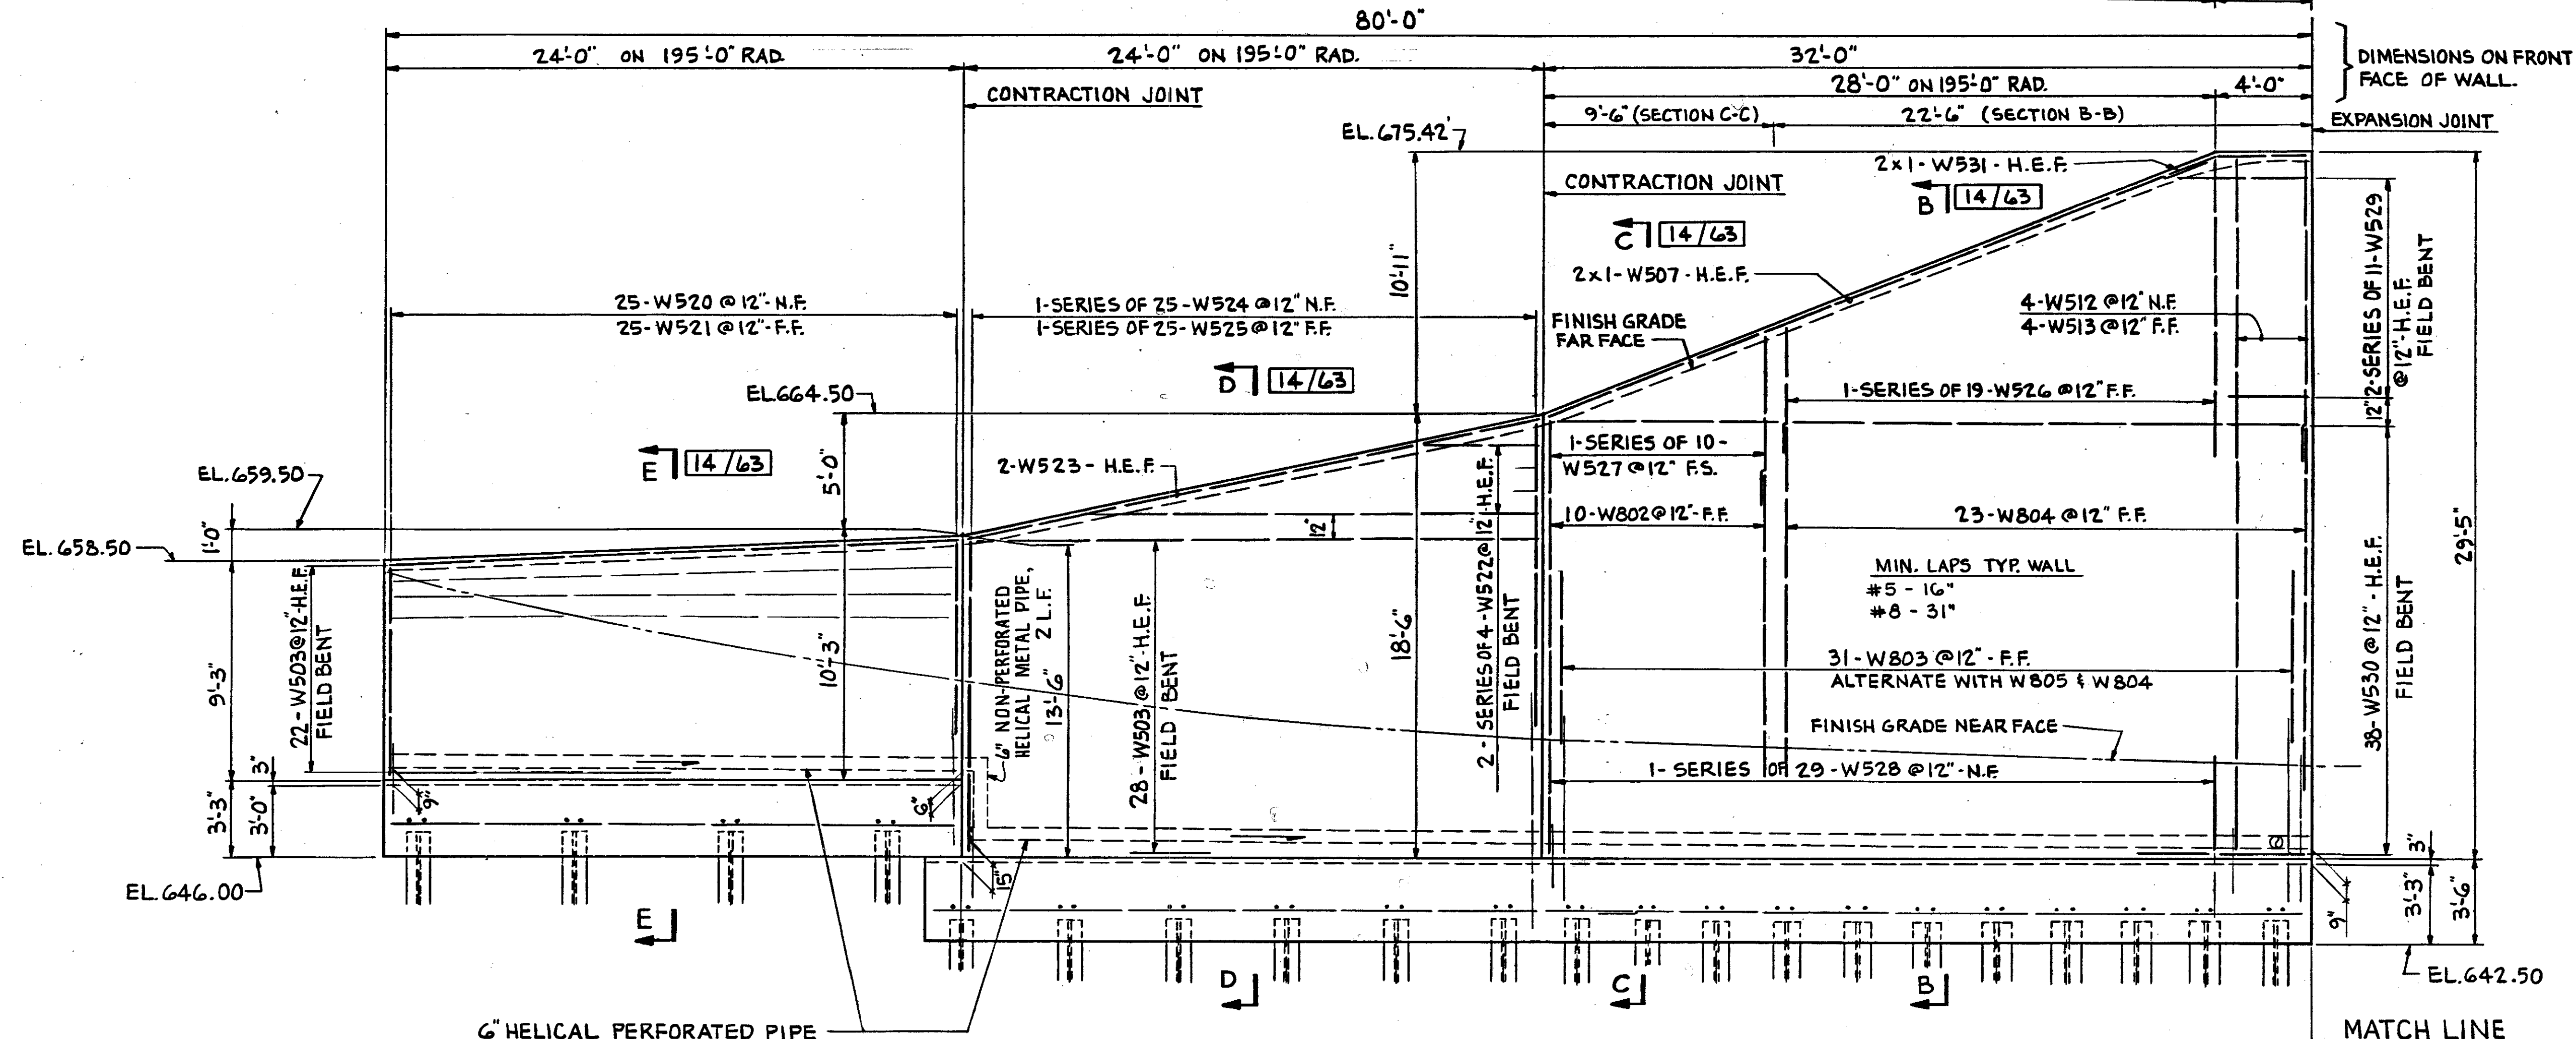 80'-0"
24'-0" ON 195'-0" RAD.
24'-0" ON 195'-0" RAD.
32'-0"
DIMENSIONS ON FRONT
FACE OF WALL.
28'-0" ON 195'-0" RAD.
4'-0"
CONTRACTION JOINT
9'-6" (SECTION C-C)
22'-6" (SECTION B-B)
EXPANSION JOINT
EL. 675.42'
2x1-W531-H.E.F.
CONTRACTION JOINT
B
14/63
C
14/63
10'-11"
2x1-W507-H.E.F.
2-SERIES OF 11-W529
@12"-H.E.F.
FIELD BENT
25-W520 @12"-N.F.
25-W521 @12"-F.F.
1-SERIES OF 25-W524 @12" N.F.
1-SERIES OF 25-W525 @12" F.F.
4-W512 @12" N.F.
4-W513 @12" F.F.
FINISH GRADE
FAR FACE
D
14/63
EL.664.50
1-SERIES OF 19-W526 @12" F.F.
12"
E
14/63
5'-0"
2-W523-H.E.F.
1-SERIES OF 10-
W527 @12" F.S.
EL.659.50
1'-0"
12"
10-W802@12"-F.F.
23-W804 @12" F.F.
EL. 658.50
29'-5"
MIN. LAPS TYP. WALL
#5 - 16"
#8 - 31"
22-W503@12"-H.E.F.
FIELD BENT
9'-3"
10'-3"
6" NON-PERFORATED
HELICAL METAL PIPE,
2 L.F.
13'-6"
28-W503@12"-H.E.F.
FIELD BENT
18'-6"
2-SERIES OF 4-W522@12"-H.E.F.
FIELD BENT
31-W803 @12"-F.F.
ALTERNATE WITH W805 & W804
38-W530 @12"-H.E.F.
FIELD BENT
FINISH GRADE NEAR FACE
1- SERIES OF 29-W528 @12"-N.F.
3"
3'-3"
3'-0"
9"
6"
15"
3"
3'-3"
3'-6"
9"
EL.646.00
E
D
C
B
EL.642.50
6" HELICAL PERFORATED PIPE
MATCH LINE